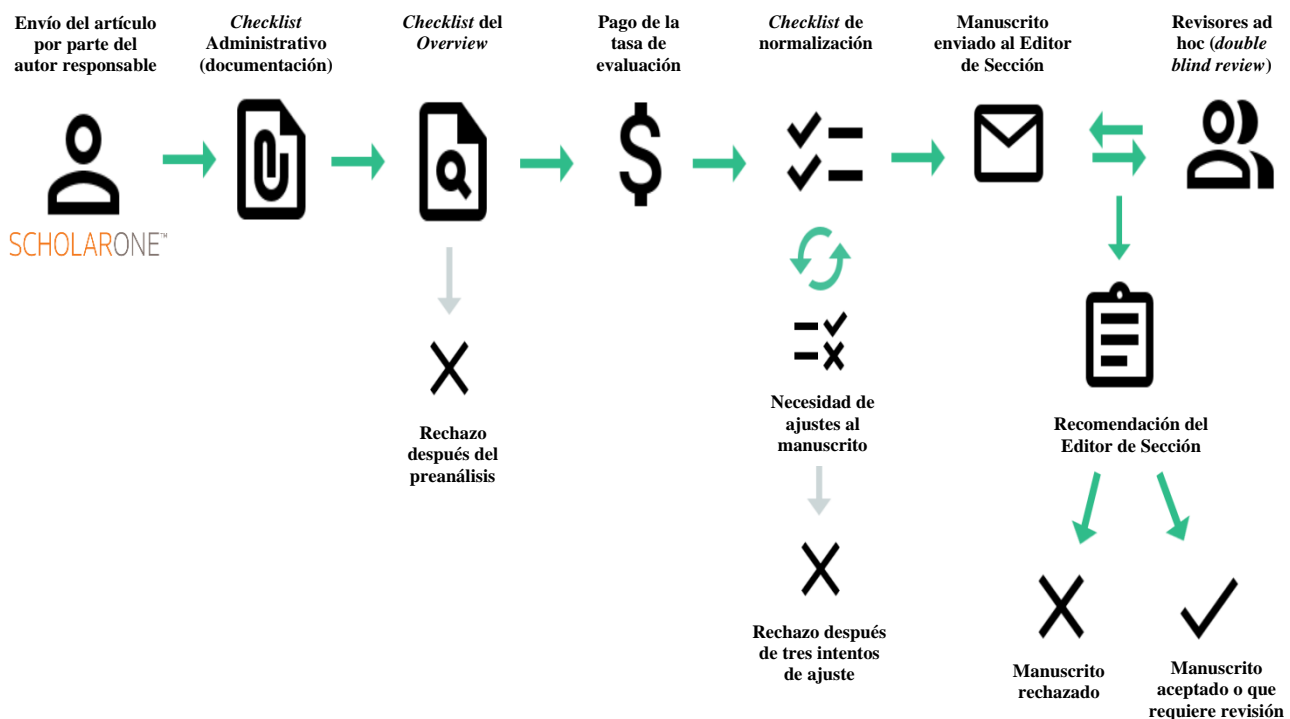 Envío del artículo
por parte del
autor responsable
SCHOLARONE™
Checklist
Administrativo
(documentación)
Checklist del
Overview
Rechazo
después del
preanálisis
Pago de la
tasa de
evaluación
Checklist de
normalización
Necesidad de
ajustes al
manuscrito
Rechazo después
de tres intentos
de ajuste
Manuscrito
enviado al Editor
de Sección
Revisores ad
hoc (double
blind review)
Recomendación del
Editor de Sección
Manuscrito
rechazado
Manuscrito
aceptado o que
requiere revisión